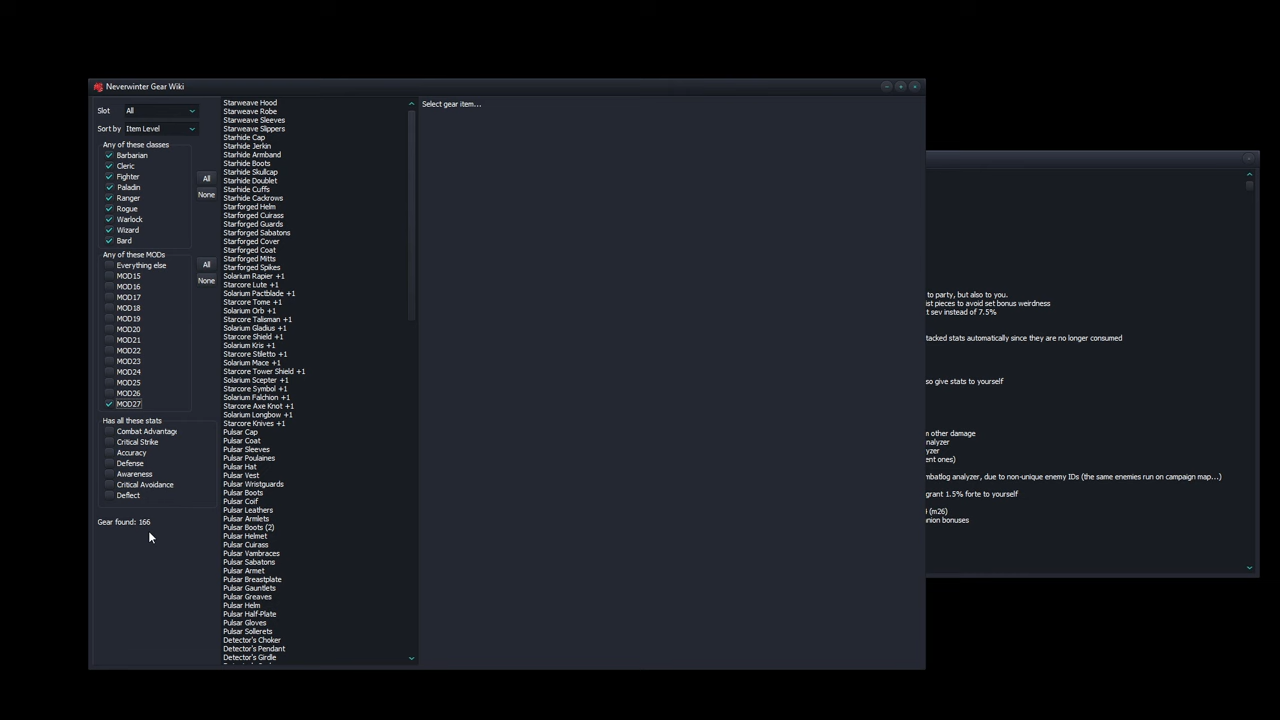 Neverwinter Gear Wiki
Slot All
Sort by Item Level
Any of these classes
Barbarian
Cleric
Fighter
Paladin
Ranger
Rogue
Warlock
Wizard
Bard
All
None
Any of these MODs
Everything else
MOD15
MOD16
MOD17
MOD18
MOD19
MOD20
MOD21
MOD22
MOD23
MOD24
MOD25
MOD26
MOD27
All
None
Has all these stats
Combat Advantage
Critical Strike
Accuracy
Defense
Awareness
Critical Avoidance
Deflect
Gear found: 166
Starweave Hood
Starweave Robe
Starweave Sleeves
Starweave Slippers
Starhide Cap
Starhide Jerkin
Starhide Armband
Starhide Boots
Starhide Skullcap
Starhide Doublet
Starhide Cuffs
Starhide Cackrows
Starforged Helm
Starforged Cuirass
Starforged Guards
Starforged Sabatons
Starforged Cover
Starforged Coat
Starforged Mitts
Starforged Spikes
Solarium Rapier +1
Starcore Lute +1
Solarium Pactblade +1
Starcore Tome +1
Solarium Orb +1
Starcore Talisman +1
Solarium Gladius +1
Starcore Shield +1
Solarium Kris +1
Starcore Stiletto +1
Solarium Mace +1
Starcore Tower Shield +1
Solarium Scepter +1
Starcore Symbol +1
Solarium Falchion +1
Starcore Axe Knot +1
Solarium Longbow +1
Starcore Knives +1
Pulsar Cap
Pulsar Coat
Pulsar Sleeves
Pulsar Poulaines
Pulsar Hat
Pulsar Vest
Pulsar Wristguards
Pulsar Boots
Pulsar Coif
Pulsar Leathers
Pulsar Armlets
Pulsar Boots (2)
Pulsar Helmet
Pulsar Cuirass
Pulsar Vambraces
Pulsar Sabatons
Pulsar Armet
Pulsar Breastplate
Pulsar Gauntlets
Pulsar Greaves
Pulsar Helm
Pulsar Half-Plate
Pulsar Gloves
Pulsar Sollerets
Detector's Choker
Detector's Pendant
Detector's Girdle
Select gear item...
to party, but also to you.
ist pieces to avoid set bonus weirdness
t sev instead of 7.5%
tacked stats automatically since they are no longer consumed
so give stats to yourself
m other damage
nalyzer
yzer
ent ones)
mbatlog analyzer, due to non-unique enemy IDs (the same enemies run on campaign map...)
grant 1.5% forte to yourself
(m26)
anion bonuses